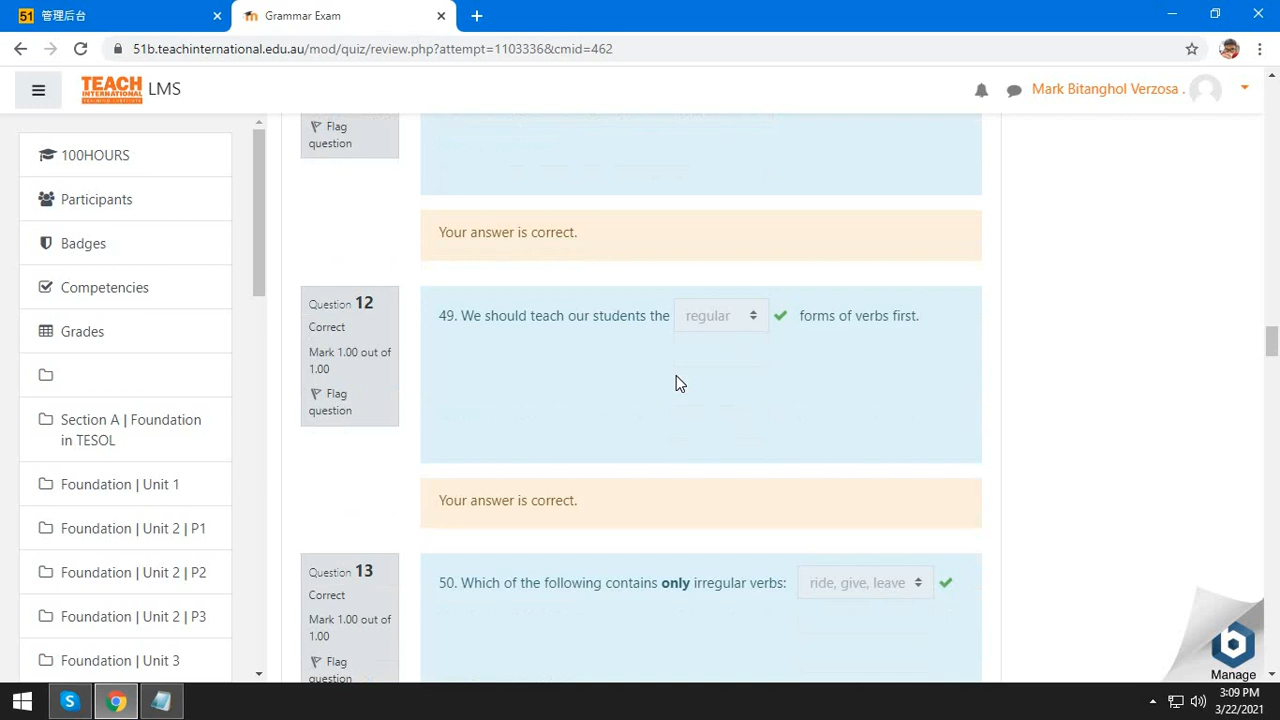 51 管理后台
Grammar Exam
51b.teachinternational.edu.au/mod/quiz/review.php?attempt=1103336&cmid=462
TEACH
INTERNATIONAL
LMS
Mark Bitanghol Verzosa .
100HOURS
Participants
Badges
Competencies
Grades
Section A | Foundation
in TESOL
Foundation | Unit 1
Foundation | Unit 2 | P1
Foundation | Unit 2 | P2
Foundation | Unit 2 | P3
Foundation | Unit 3
Flag
question
Your answer is correct.
Question 12
Correct
Mark 1.00 out of
1.00
Flag
question
49. We should teach our students the regular forms of verbs first.
Your answer is correct.
Question 13
Correct
Mark 1.00 out of
1.00
Flag
question
50. Which of the following contains only irregular verbs: ride, give, leave
Manage
3:09 PM
3/22/2021